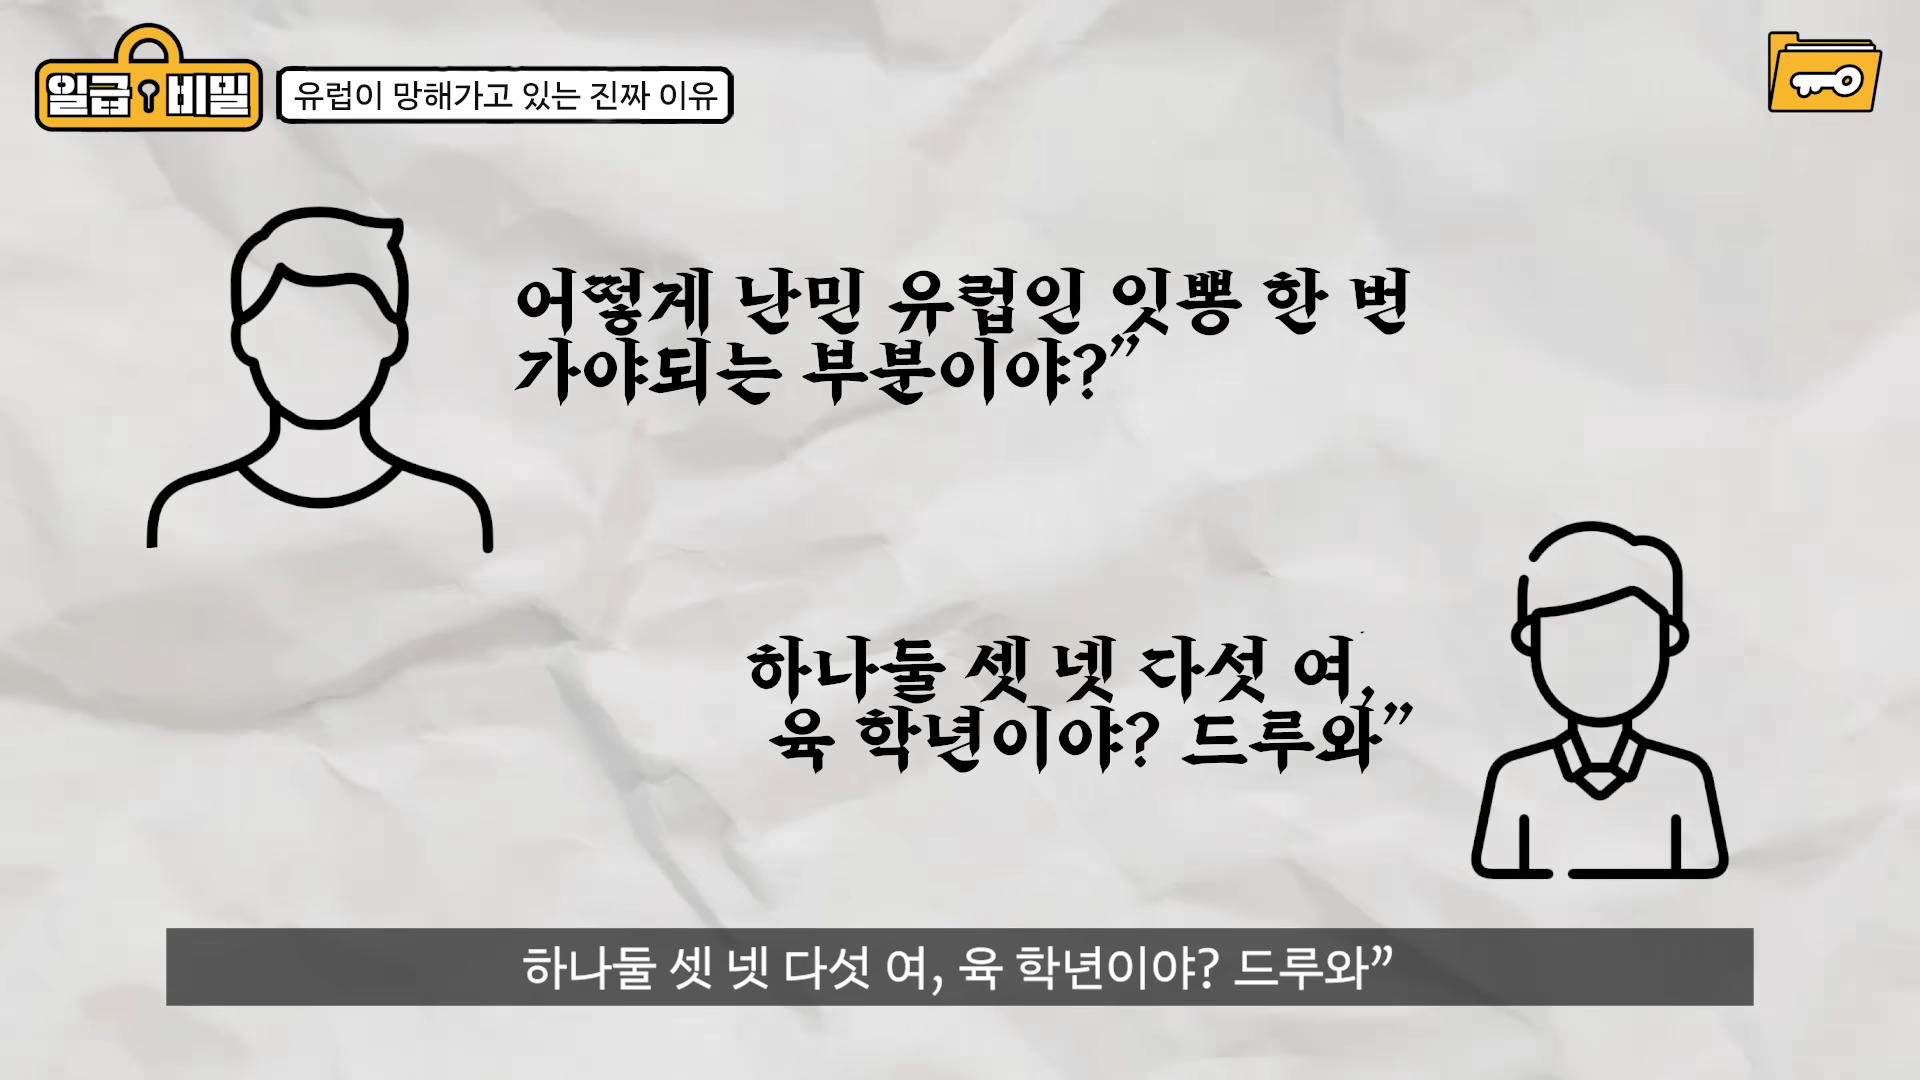 일급비밀
유럽이 망해가고 있는 진짜 이유
어떻게 난민 유럽인 잇뽕 한 번
가야되는 부분이야?”
하나둘 셋 넷 다섯 여,
육 학년이야? 드루와”
하나둘 셋 넷 다섯 여, 육 학년이야? 드루와”